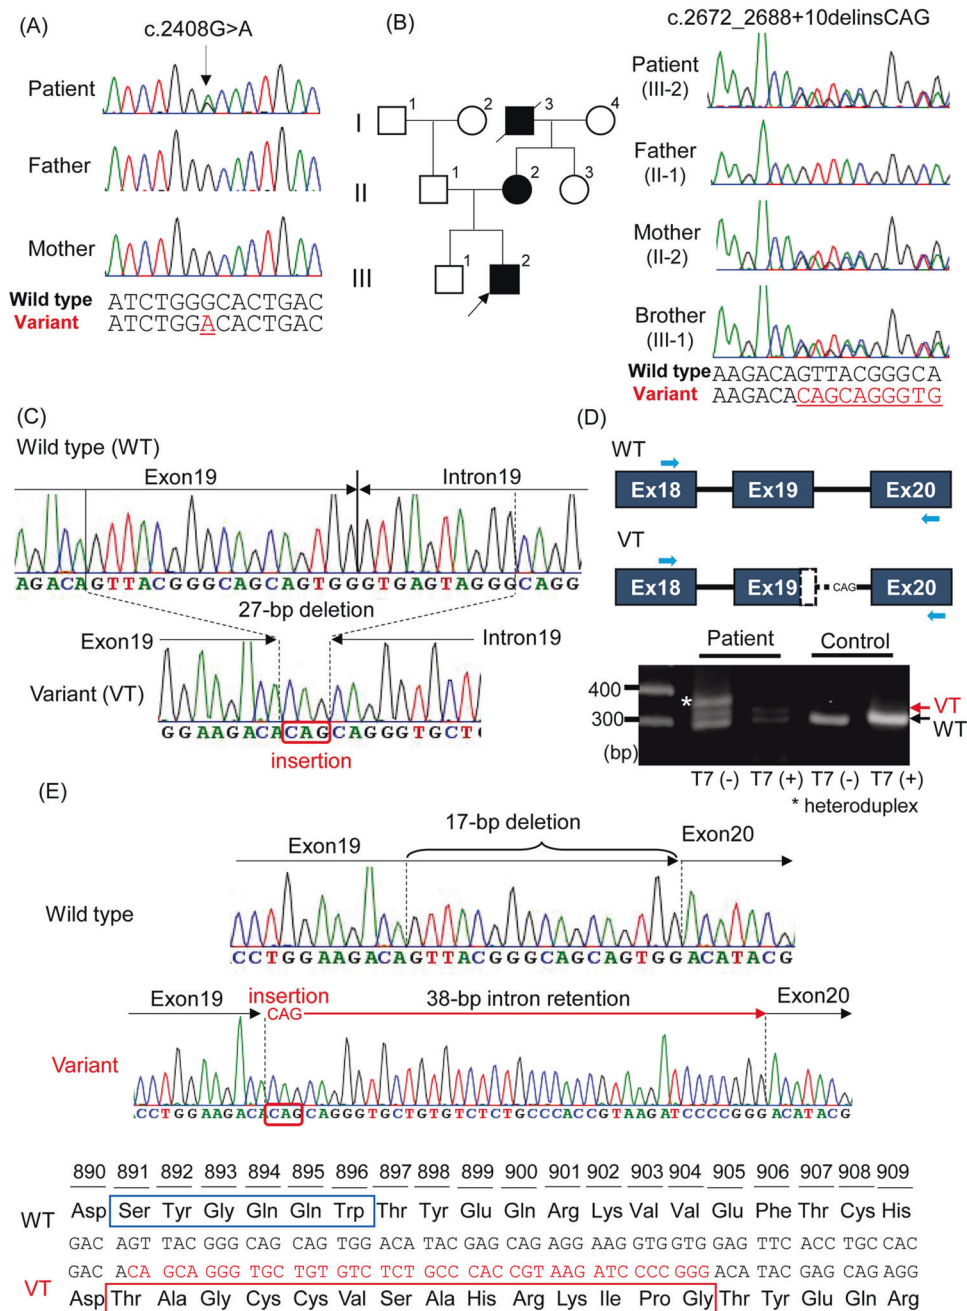 (A)
c.2408G>A
Patient
Father
Mother
Wild type ATCTGGGCACTGAC
Variant ATCTGGACACTGAC
(B)
I
1 2 3 4
II
1 2 3
III
1 2
c.2672_2688+10delinsCAG
Patient
(III-2)
Father
(II-1)
Mother
(II-2)
Brother
(III-1)
Wild type AAGACAGTTACGGGCA
Variant AAGACACAGCAGGGTG
(C)
Wild type (WT)
Exon19 Intron19
AGACAGTTACGGGCAGCAGTGGGTGAGTAGGGCAGG
27-bp deletion
Exon19 Intron19
Variant (VT)
GGAAGACACAGCAGGGTGCTG
insertion
(D)
WT
Ex18 Ex19 Ex20
VT
Ex18 Ex19 CAG Ex20
Patient Control
400
300
(bp)
*
VT
WT
T7 (-) T7 (+) T7 (-) T7 (+)
* heteroduplex
(E)
17-bp deletion
Exon19 Exon20
Wild type
CCTGGAAGACAGTTACGGGCAGCAGTGGACATACG
Exon19 insertion 38-bp intron retention Exon20
CAG
Variant
ACCTGGAAGACACAGCAGGGTGCTGTGTCTCTGCCCACCGTAAGATCCCCGGGACATACG
890 891 892 893 894 895 896 897 898 899 900 901 902 903 904 905 906 907 908 909
WT Asp Ser Tyr Gly Gln Gln Trp Thr Tyr Glu Gln Arg Lys Val Val Glu Phe Thr Cys His
GAC AGT TAC GGG CAG CAG TGG ACA TAC GAG CAG AGG AAG GTG GTG GAG TTC ACC TGC CAC
VT GAC ACA GCA GGG TGC TGT GTC TCT GCC CAC CGT AAG ATC CCC GGG ACA TAC GAG CAG AGG
Asp Thr Ala Gly Cys Cys Val Ser Ala His Arg Lys Ile Pro Gly Thr Tyr Glu Gln Arg